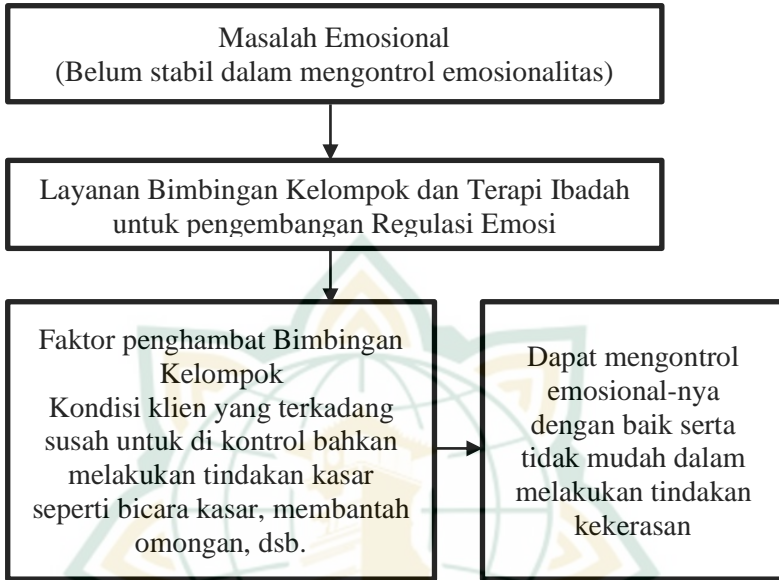 Masalah Emosional
(Belum stabil dalam mengontrol emosionalitas)
Layanan Bimbingan Kelompok dan Terapi Ibadah
untuk pengembangan Regulasi Emosi
Faktor penghambat Bimbingan
Kelompok
Kondisi klien yang terkadang
susah untuk di kontrol bahkan
melakukan tindakan kasar
seperti bicara kasar, membantah
omongan, dsb.
Dapat mengontrol
emosional-nya
dengan baik serta
tidak mudah dalam
melakukan tindakan
kekerasan